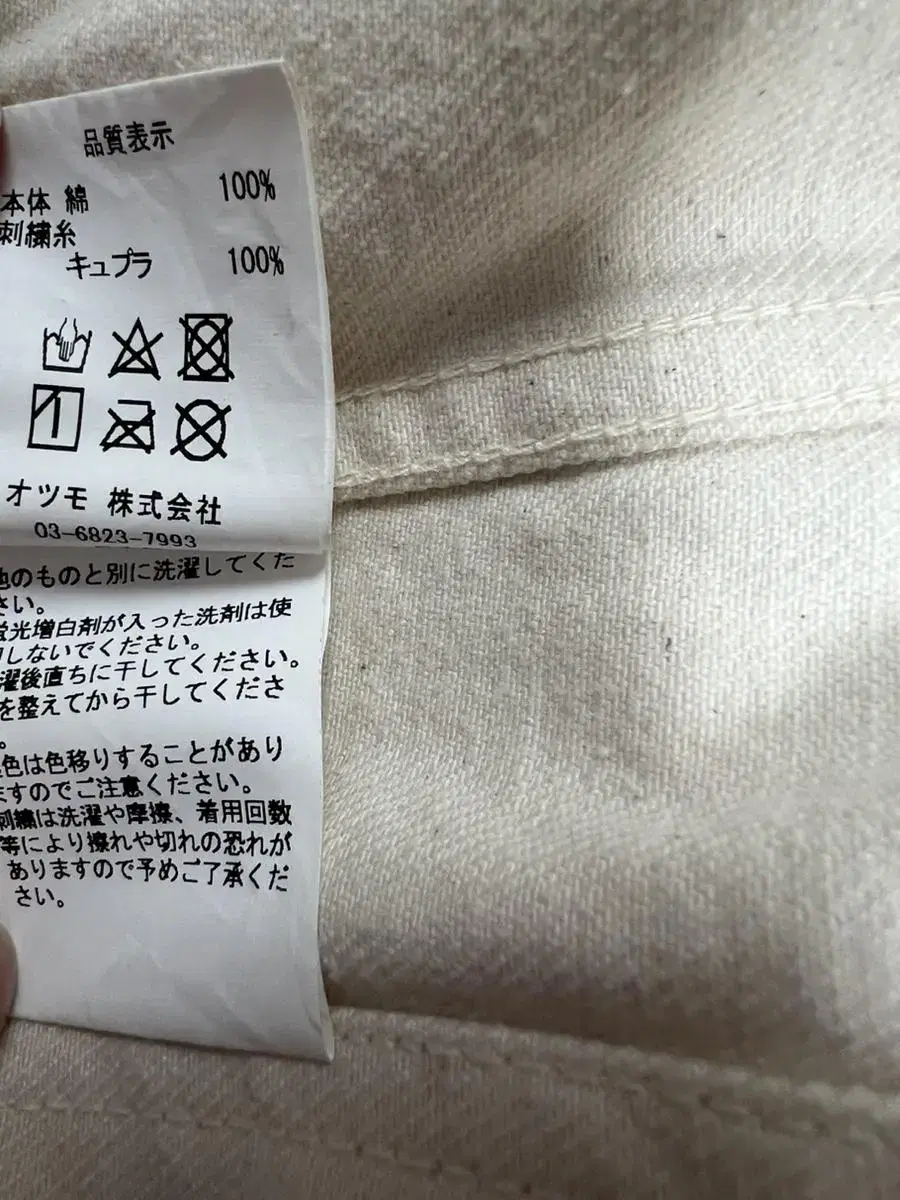 品質表示
本体 綿 100%
刺繍糸
キュプラ 100%
オツモ 株式会社
03-6823-7993
他のものと別に洗濯してくだ
さい。
蛍光増白剤が入った洗剤は使
用しないでください。
濯後直ちに干してください。
を整えてから干してくださ
。
色は色移りすることがあり
ますのでご注意ください。
刺繍は洗濯や摩擦、着用回数
等により擦れや切れの恐れが
ありますので予めご了承くだ
さい。